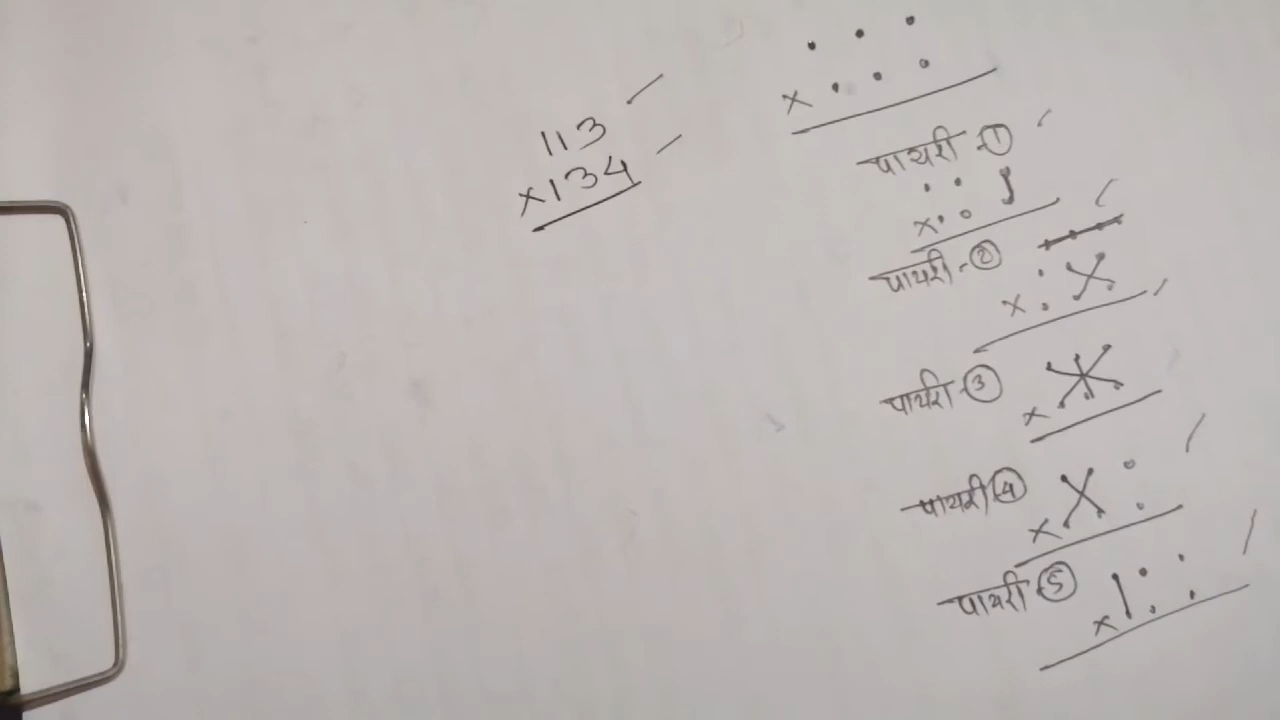 113
×134
× . . .
पायरी -①
×
पायरी -②
×
पायरी -③
×
पायरी ④
×
पायरी ⑤
×